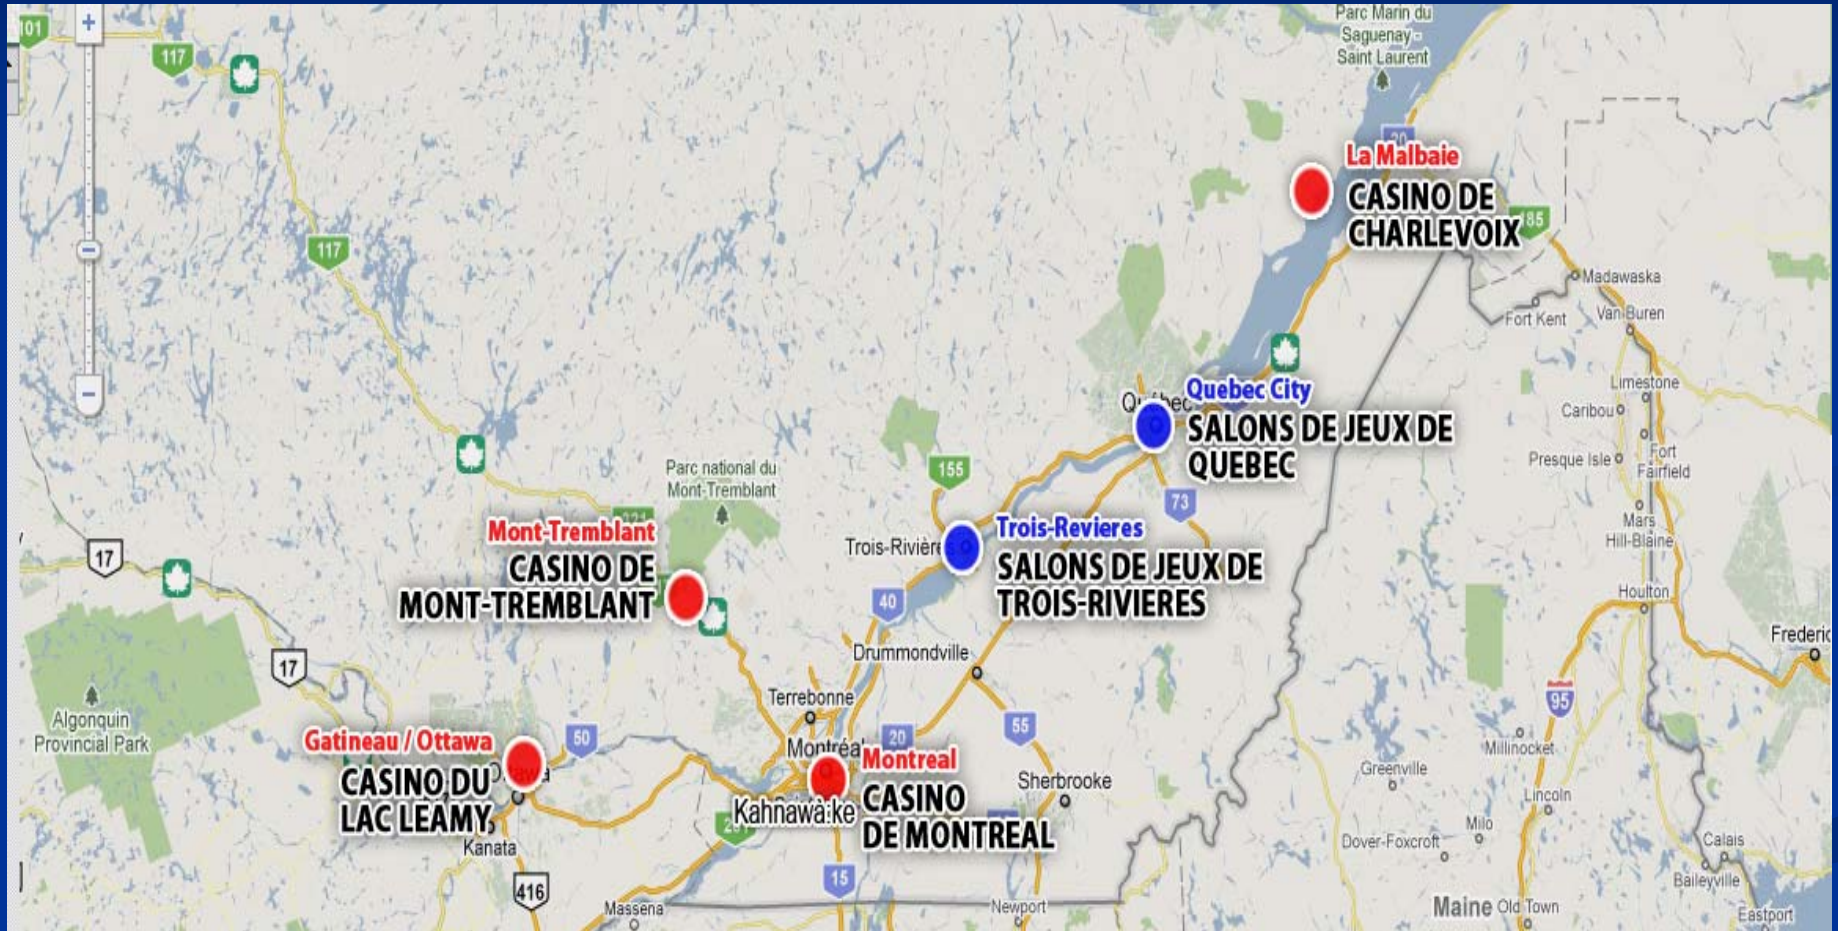 101
117
Parc Marin du
Saguenay -
Saint Laurent
20
La Malbaie
CASINO DE
CHARLEVOIX
185
117
Madawaska
Fort Kent
Van Buren
Quebec City
SALONS DE JEUX DE
QUEBEC
Limestone
Caribou
Fort
Fairfield
Presque Isle
155
Parc national du
Mont-Tremblant
73
Mars
Hill-Blaine
Mont-Tremblant
CASINO DE
MONT-TREMBLANT
Trois-Revieres
SALONS DE JEUX DE
TROIS-RIVIERES
17
40
Houlton
Drummondville
17
Terrebonne
95
Algonquin
Provincial Park
Gatineau / Ottawa
CASINO DU
LAC LEAMY
50
Montréal
20
55
Montreal
CASINO
DE MONTREAL
Kahnawà:ke
Sherbrooke
Millinocket
Greenville
Lincoln
Milo
Dover-Foxcroft
Calais
Baileyville
Kanata
416
15
Massena
Newport
Maine
Old Town
Eastport